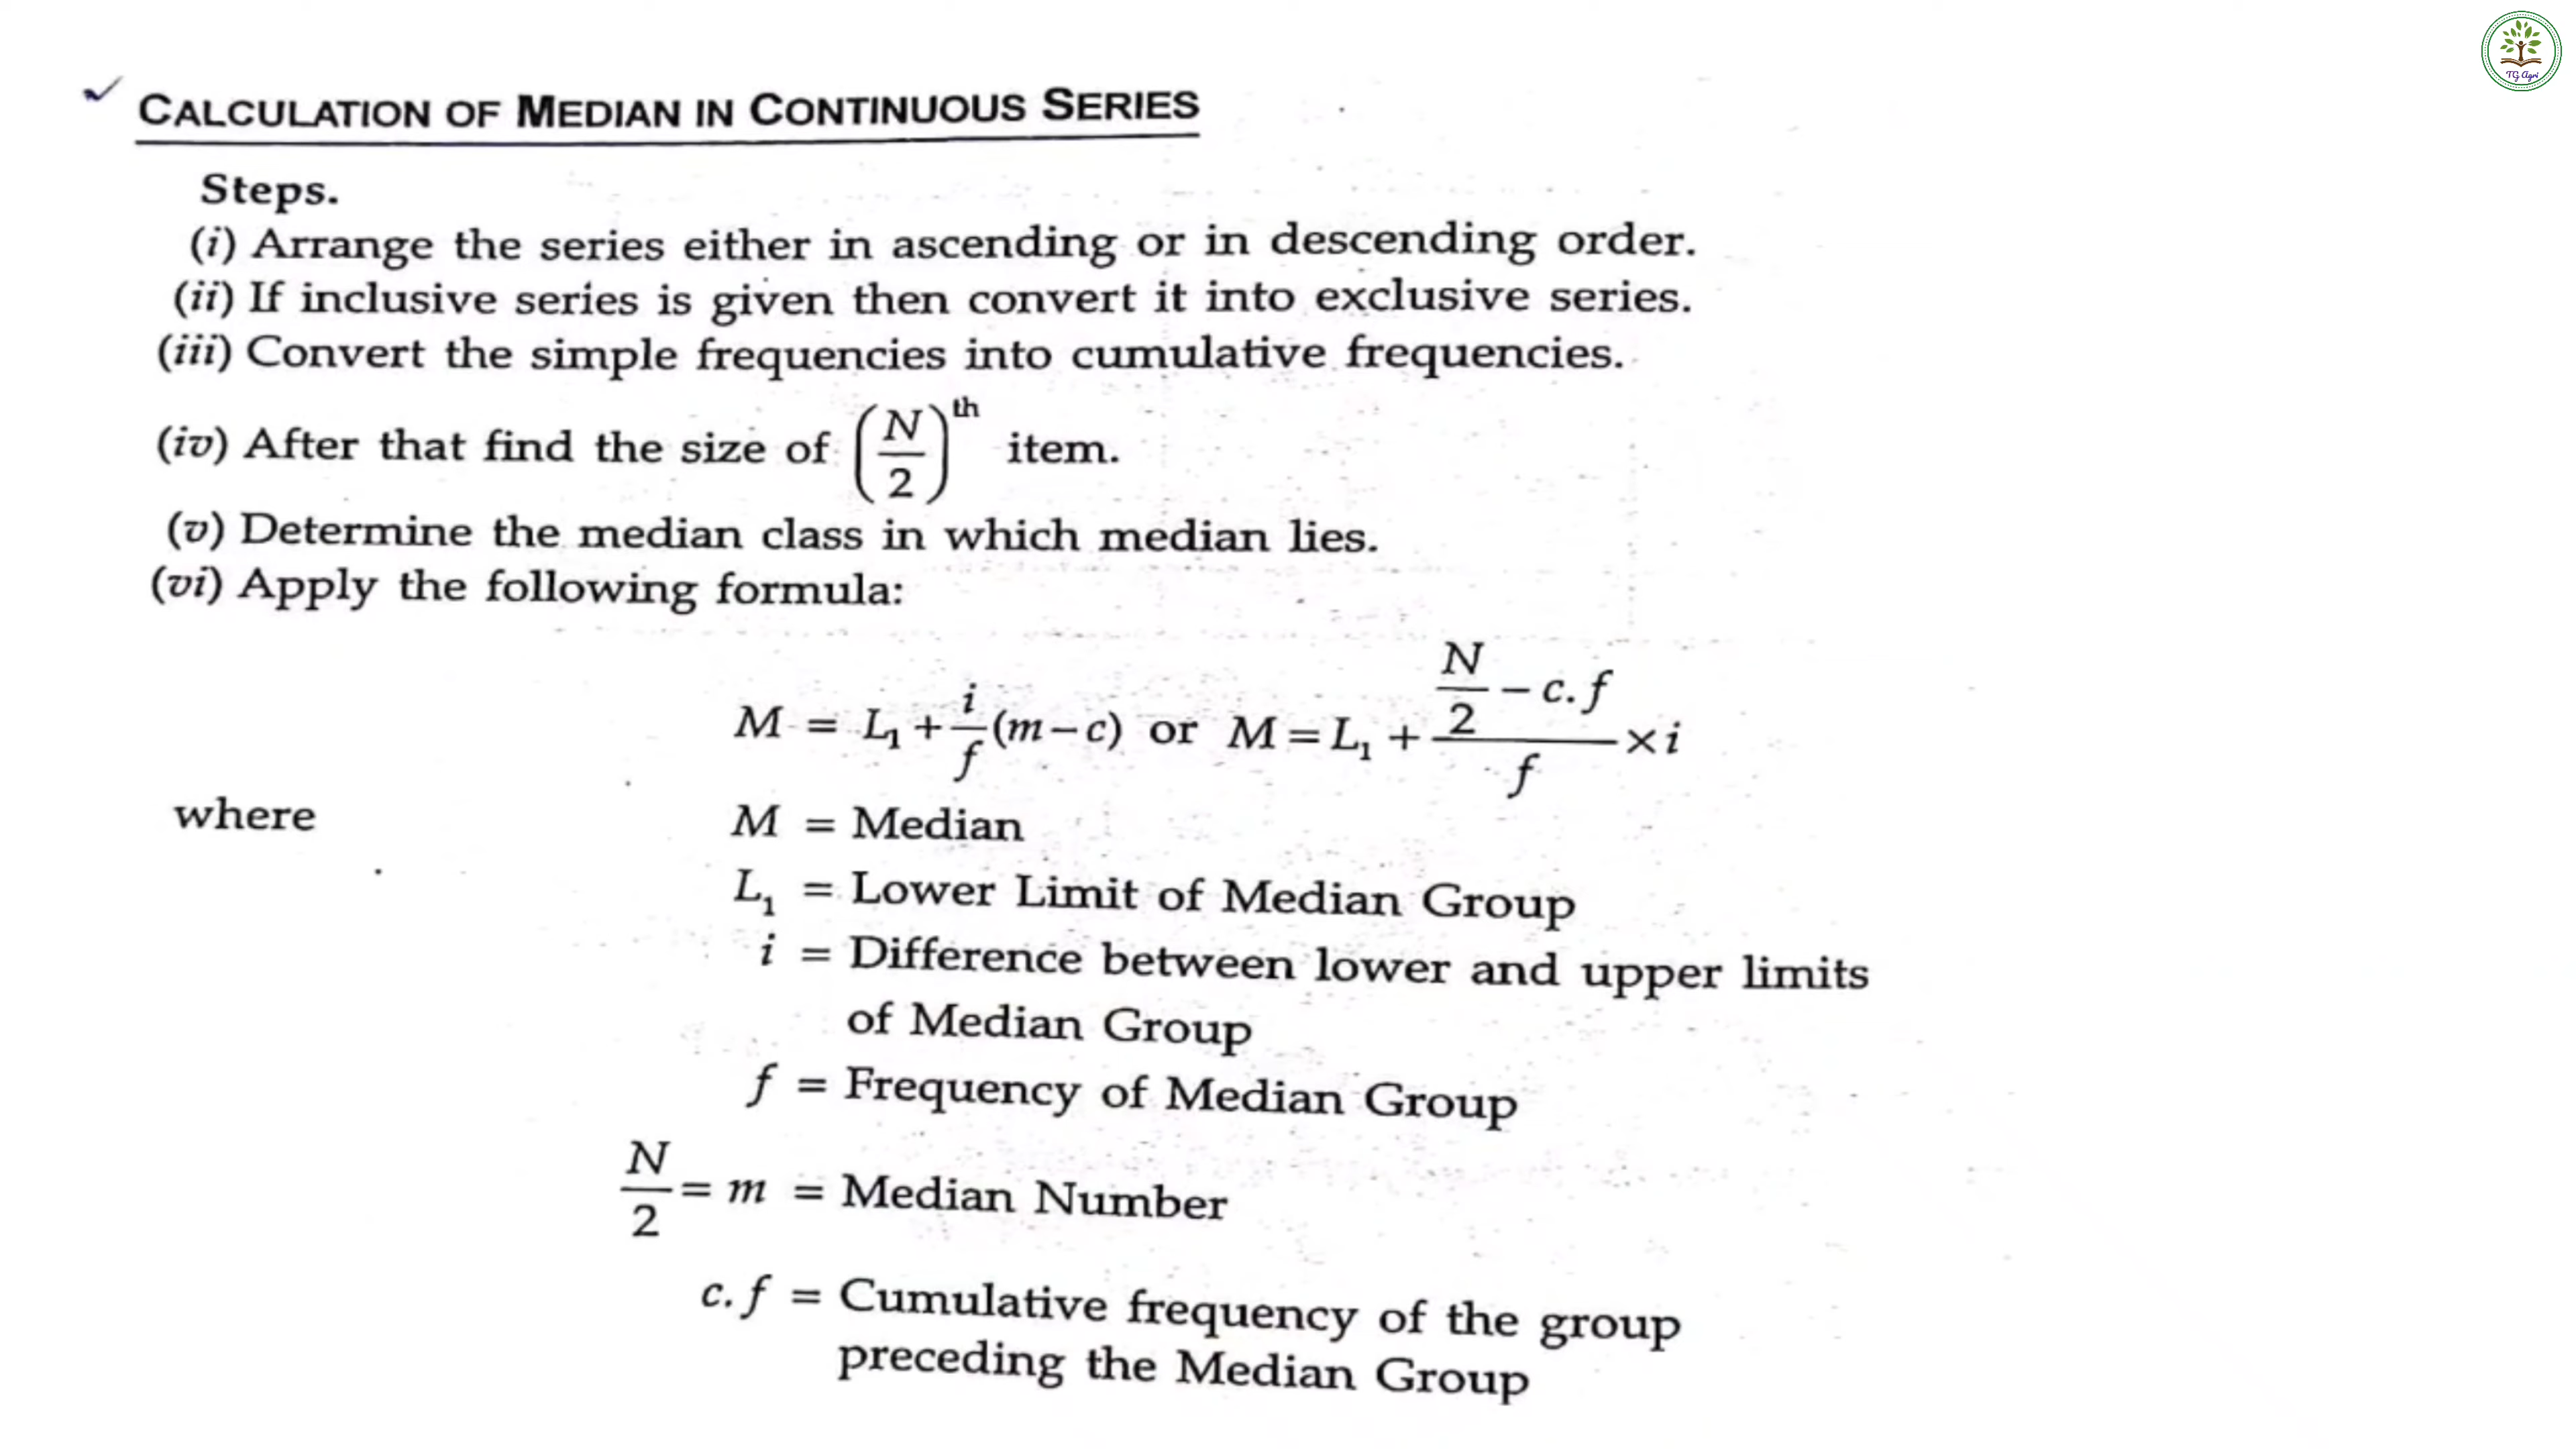 TG Agri
CALCULATION OF MEDIAN IN CONTINUOUS SERIES
Steps.
(i) Arrange the series either in ascending or in descending order.
(ii) If inclusive series is given then convert it into exclusive series.
(iii) Convert the simple frequencies into cumulative frequencies.
(iv) After that find the size of (N/2)th item.
(v) Determine the median class in which median lies.
(vi) Apply the following formula:
M = L₁ + i/f (m – c) or M = L₁ + (N/2 – c.f)/f × i
where M = Median
L₁ = Lower Limit of Median Group
i = Difference between lower and upper limits
of Median Group
f = Frequency of Median Group
N/2 = m = Median Number
c.f = Cumulative frequency of the group
preceding the Median Group